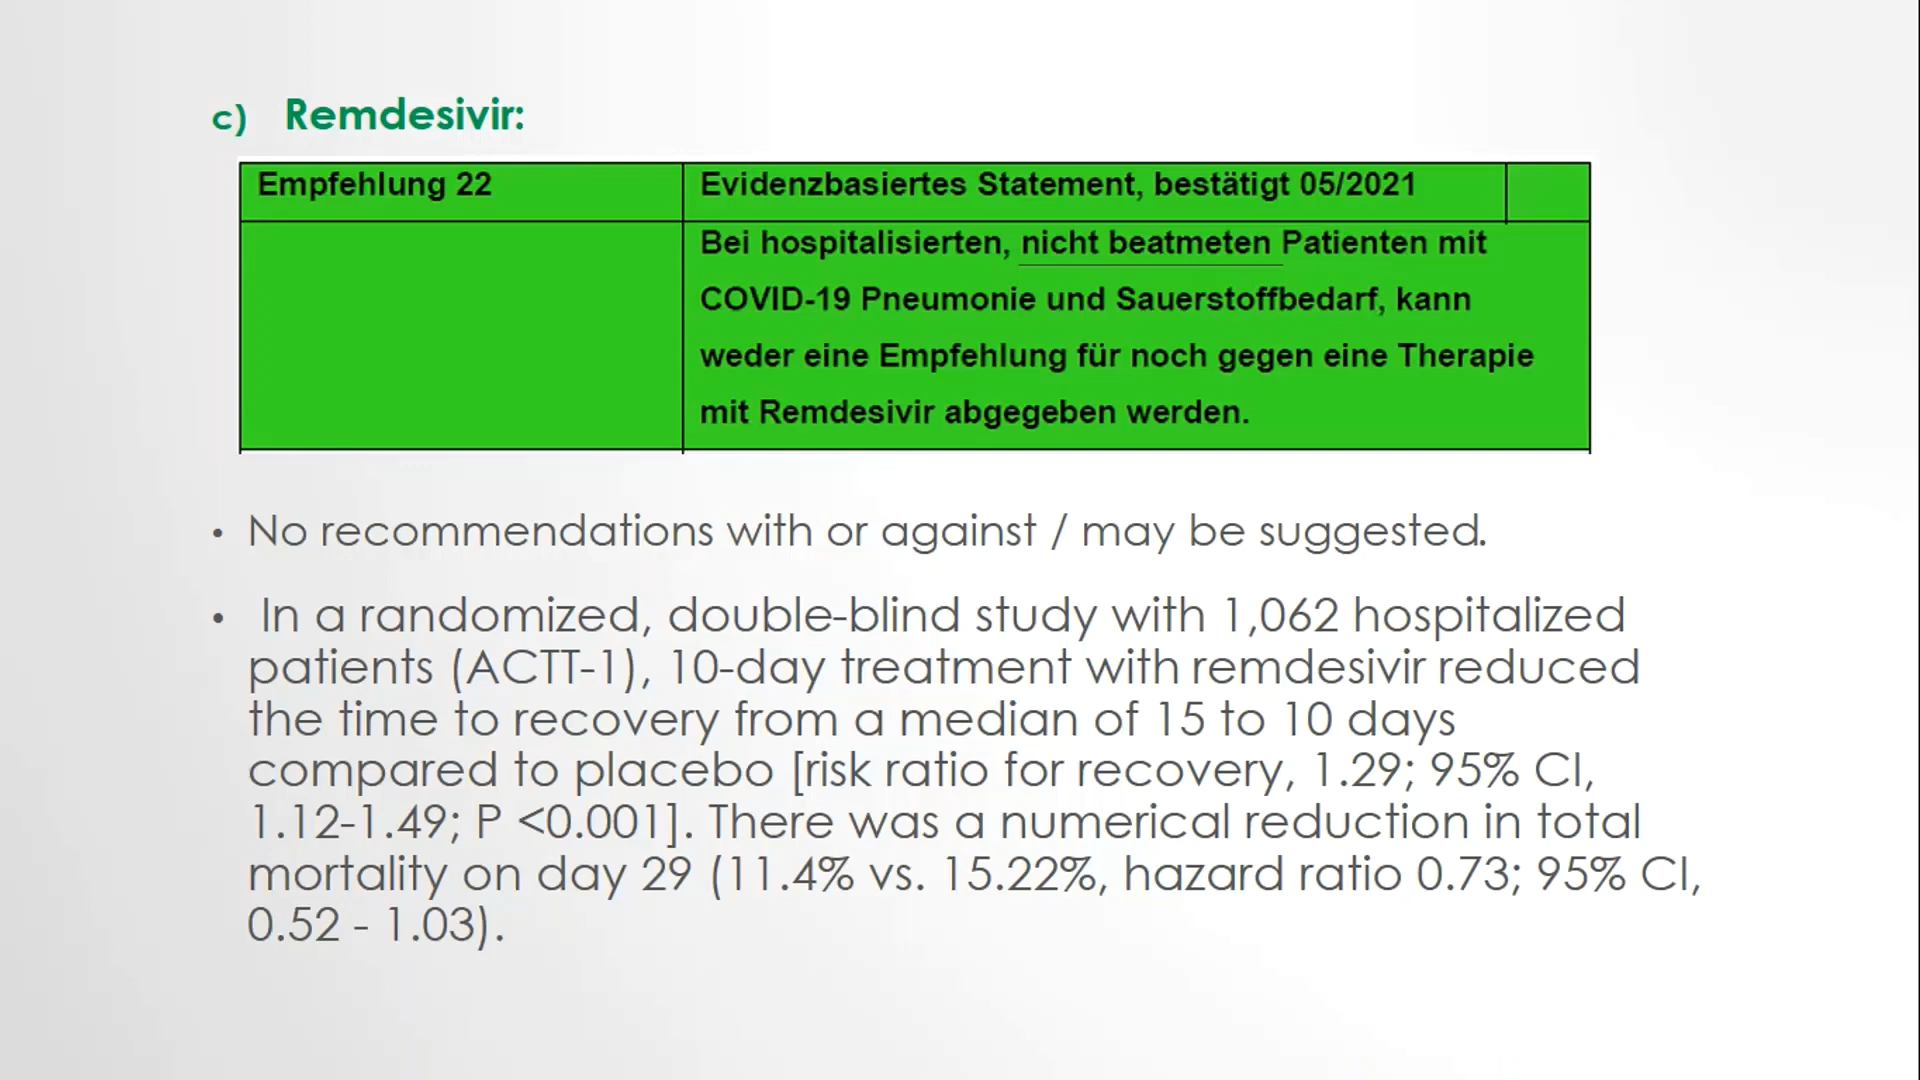 c) Remdesivir:
Empfehlung 22
Evidenzbasiertes Statement, bestätigt 05/2021
Bei hospitalisierten, nicht beatmeten Patienten mit
COVID-19 Pneumonie und Sauerstoffbedarf, kann
weder eine Empfehlung für noch gegen eine Therapie
mit Remdesivir abgegeben werden.
• No recommendations with or against / may be suggested.
• In a randomized, double-blind study with 1,062 hospitalized
patients (ACTT-1), 10-day treatment with remdesivir reduced
the time to recovery from a median of 15 to 10 days
compared to placebo [risk ratio for recovery, 1.29; 95% CI,
1.12-1.49; P <0.001]. There was a numerical reduction in total
mortality on day 29 (11.4% vs. 15.22%, hazard ratio 0.73; 95% CI,
0.52 - 1.03).